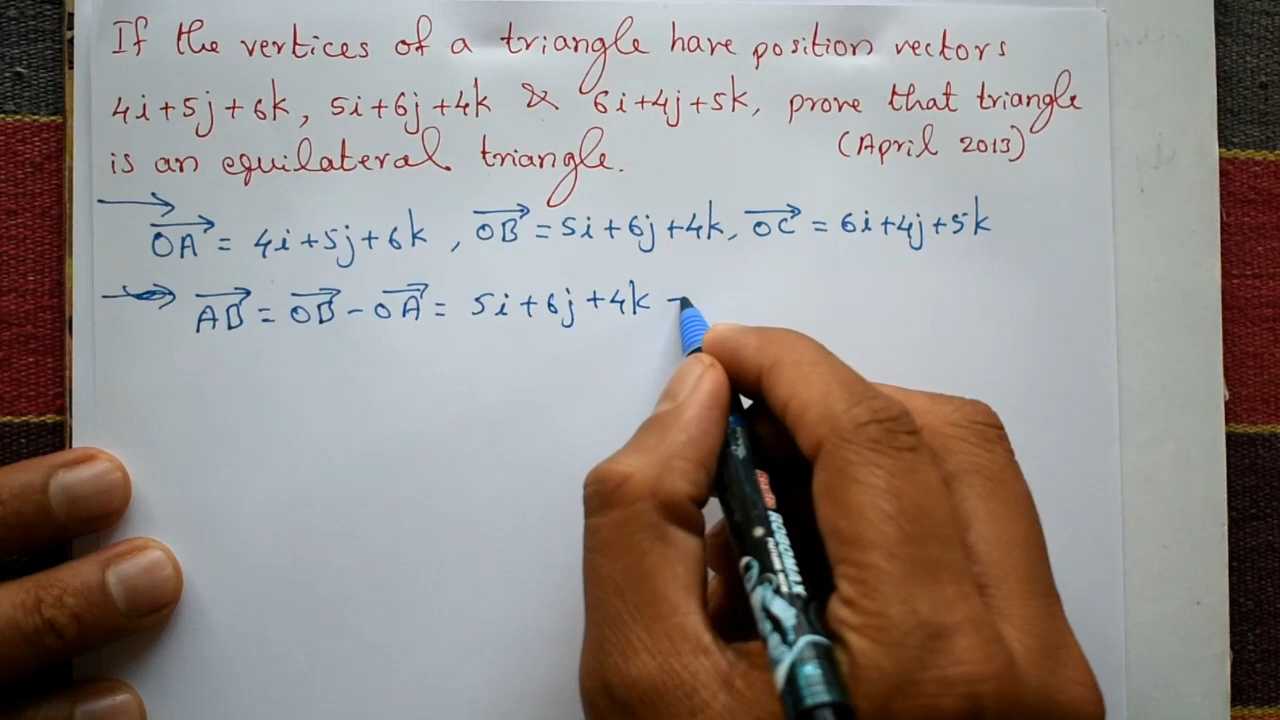 If the vertices of a triangle have position vectors
4i+5j+6k, 5i+6j+4k & 6i+4j+5k, prove that triangle
is an equilateral triangle. (April 2013)
→ OA = 4i+5j+6k, OB = 5i+6j+4k, OC = 6i+4j+5k
→ AB = OB - OA = 5i+6j+4k -
ROBOMAX